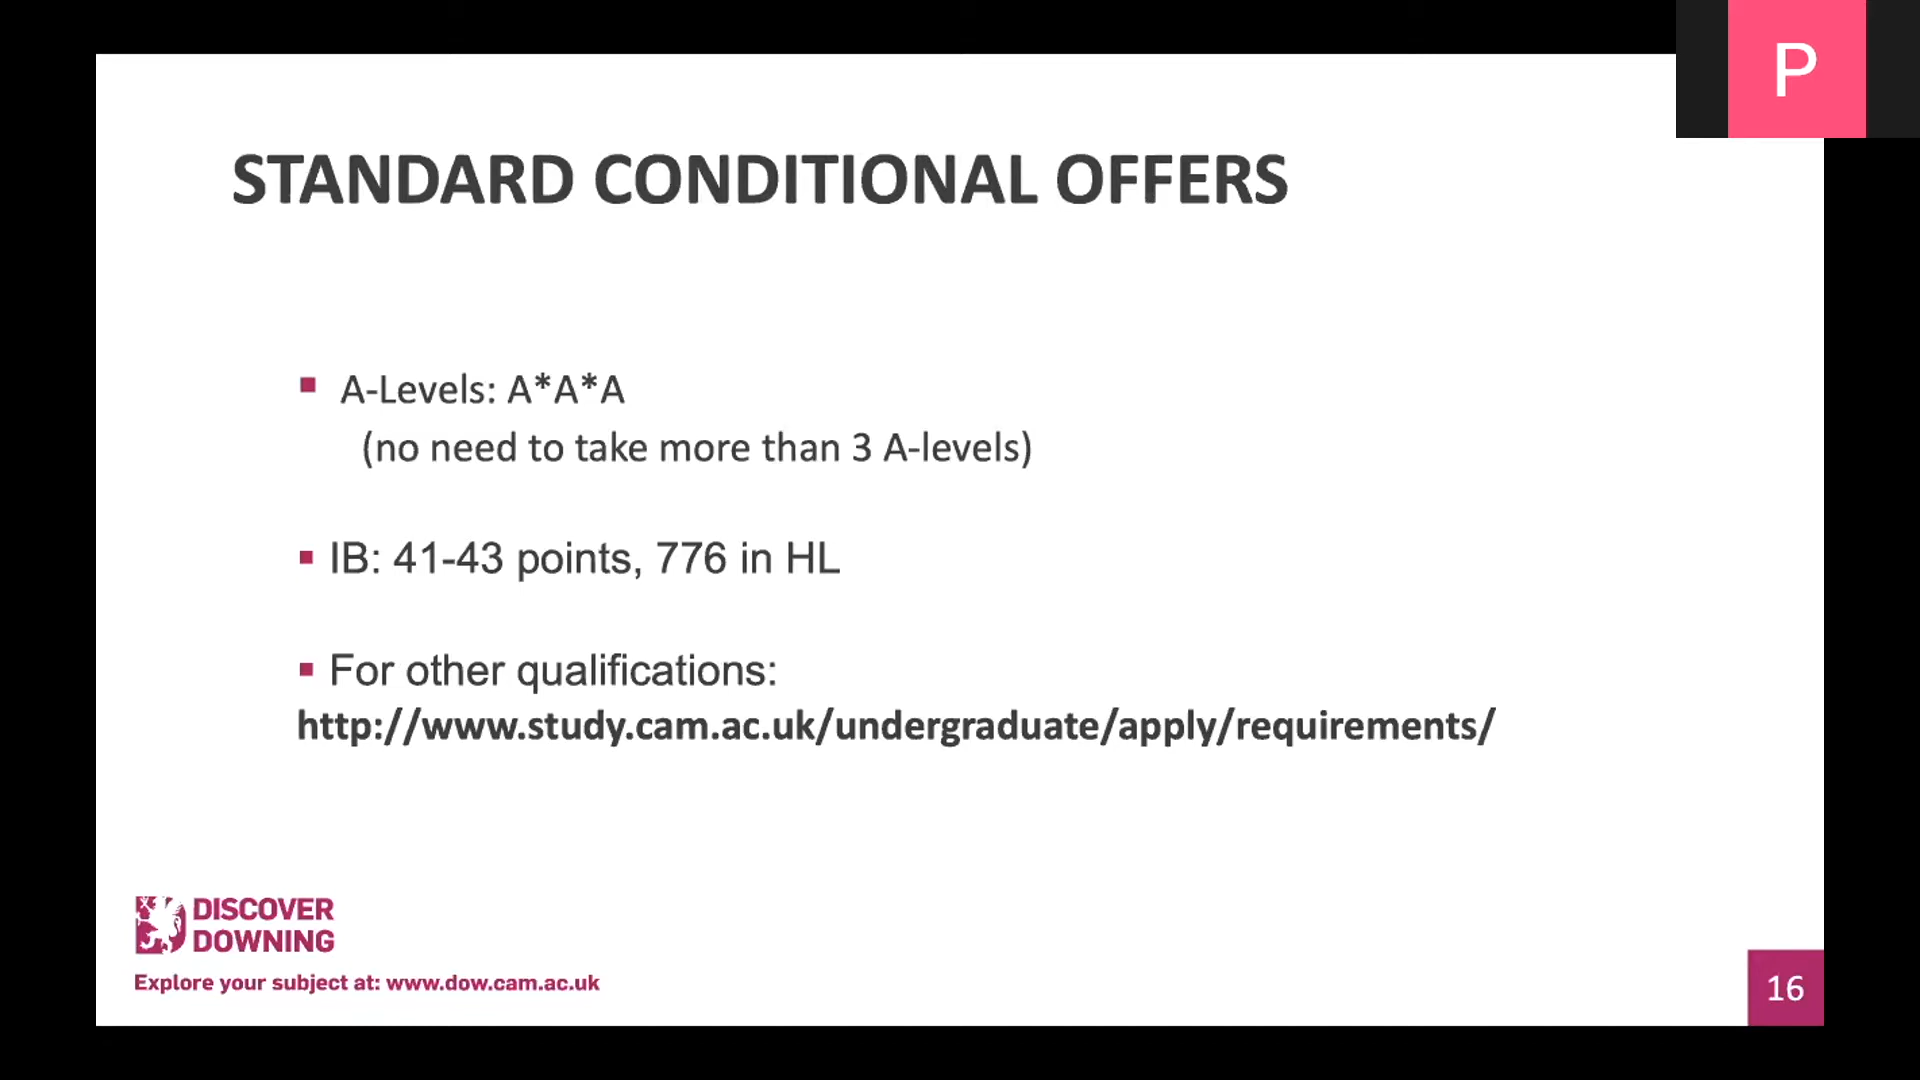 P
STANDARD CONDITIONAL OFFERS
A-Levels: A*A*A
(no need to take more than 3 A-levels)
IB: 41-43 points, 776 in HL
For other qualifications:
http://www.study.cam.ac.uk/undergraduate/apply/requirements/
DISCOVER
DOWNING
Explore your subject at: www.dow.cam.ac.uk
16